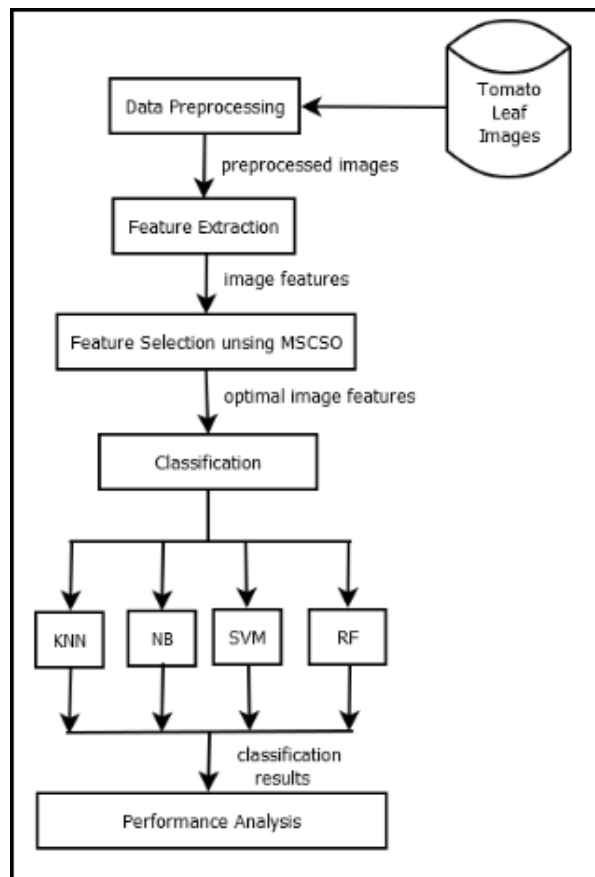 Tomato
Leaf
Images
Data Preprocessing
preprocessed images
Feature Extraction
image features
Feature Selection unsing MSCSO
optimal image features
Classification
KNN
NB
SVM
RF
classification
results
Performance Analysis